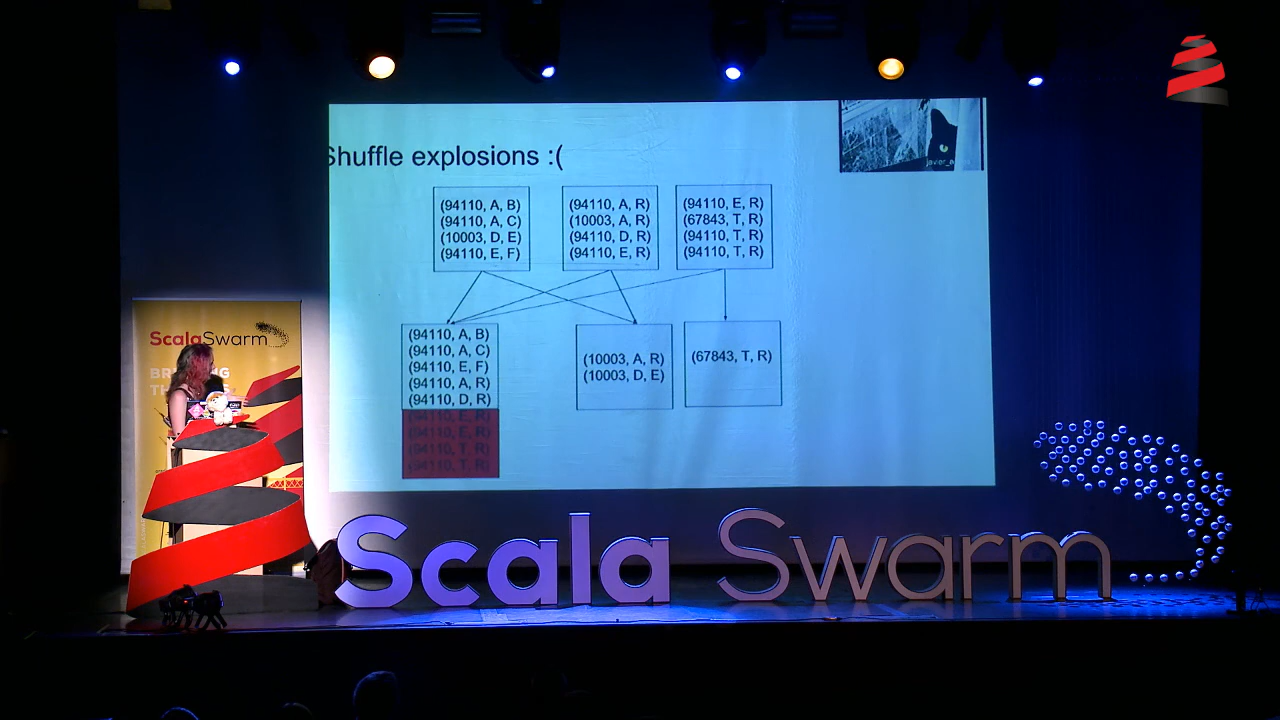 Shuffle explosions :(
javier_a
(94110, A, B)
(94110, A, C)
(10003, D, E)
(94110, E, F)
(94110, A, R)
(10003, A, R)
(94110, D, R)
(94110, E, R)
(94110, E, R)
(67843, T, R)
(94110, T, R)
(94110, T, R)
(94110, A, B)
(94110, A, C)
(94110, E, F)
(94110, A, R)
(94110, D, R)
(94110, E, R)
(94110, E, R)
(94110, T, R)
(94110, T, R)
(10003, A, R)
(10003, D, E)
(67843, T, R)
ScalaSwarm
Scala Swarm